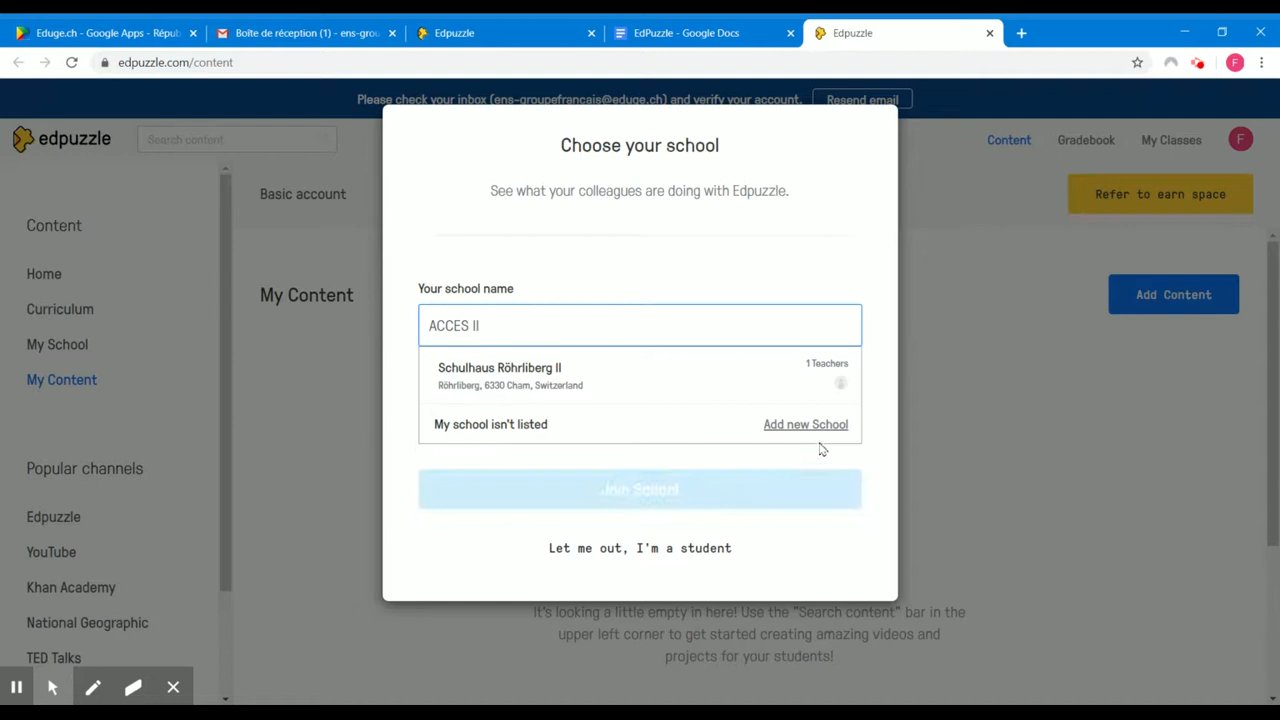 Eduge.ch - Google Apps - Répub
Boîte de réception (1) - ens-grou
Edpuzzle
EdPuzzle - Google Docs
Edpuzzle
edpuzzle.com/content
F
Please check your inbox (ens-groupefrancais@eduge.ch) and verify your account.
Resend email
edpuzzle
Search content
Content
Gradebook
My Classes
F
Basic account
Refer to earn space
Content
Home
Curriculum
My School
My Content
Popular channels
Edpuzzle
YouTube
Khan Academy
National Geographic
TED Talks
My Content
Add Content
Choose your school
See what your colleagues are doing with Edpuzzle.
Your school name
ACCES II
Schulhaus Röhrliberg II
1 Teachers
Röhrliberg, 6330 Cham, Switzerland
My school isn't listed
Add new School
Join School
Let me out, I'm a student
It's looking a little empty in here! Use the "Search content" bar in the
upper left corner to get started creating amazing videos and
projects for your students!